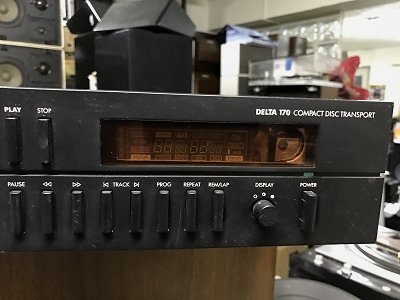 DELTA 170 COMPACT DISC TRANSPORT
PLAY STOP
PAUSE TRACK PROG REPEAT REM/LAP DISPLAY POWER